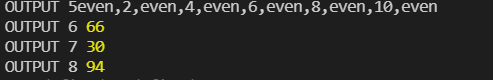 OUTPUT 5even,2,even,4,even,6,even,8,even,10,even
OUTPUT 6 66
OUTPUT 7 30
OUTPUT 8 94